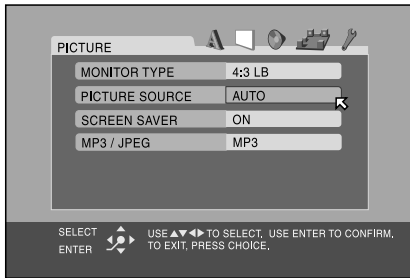 PICTURE
A
MONITOR TYPE 4:3 LB
PICTURE SOURCE AUTO
SCREEN SAVER ON
MP3 / JPEG MP3
SELECT
ENTER
USE ▲▼◀▶ TO SELECT. USE ENTER TO CONFIRM.
TO EXIT, PRESS CHOICE.